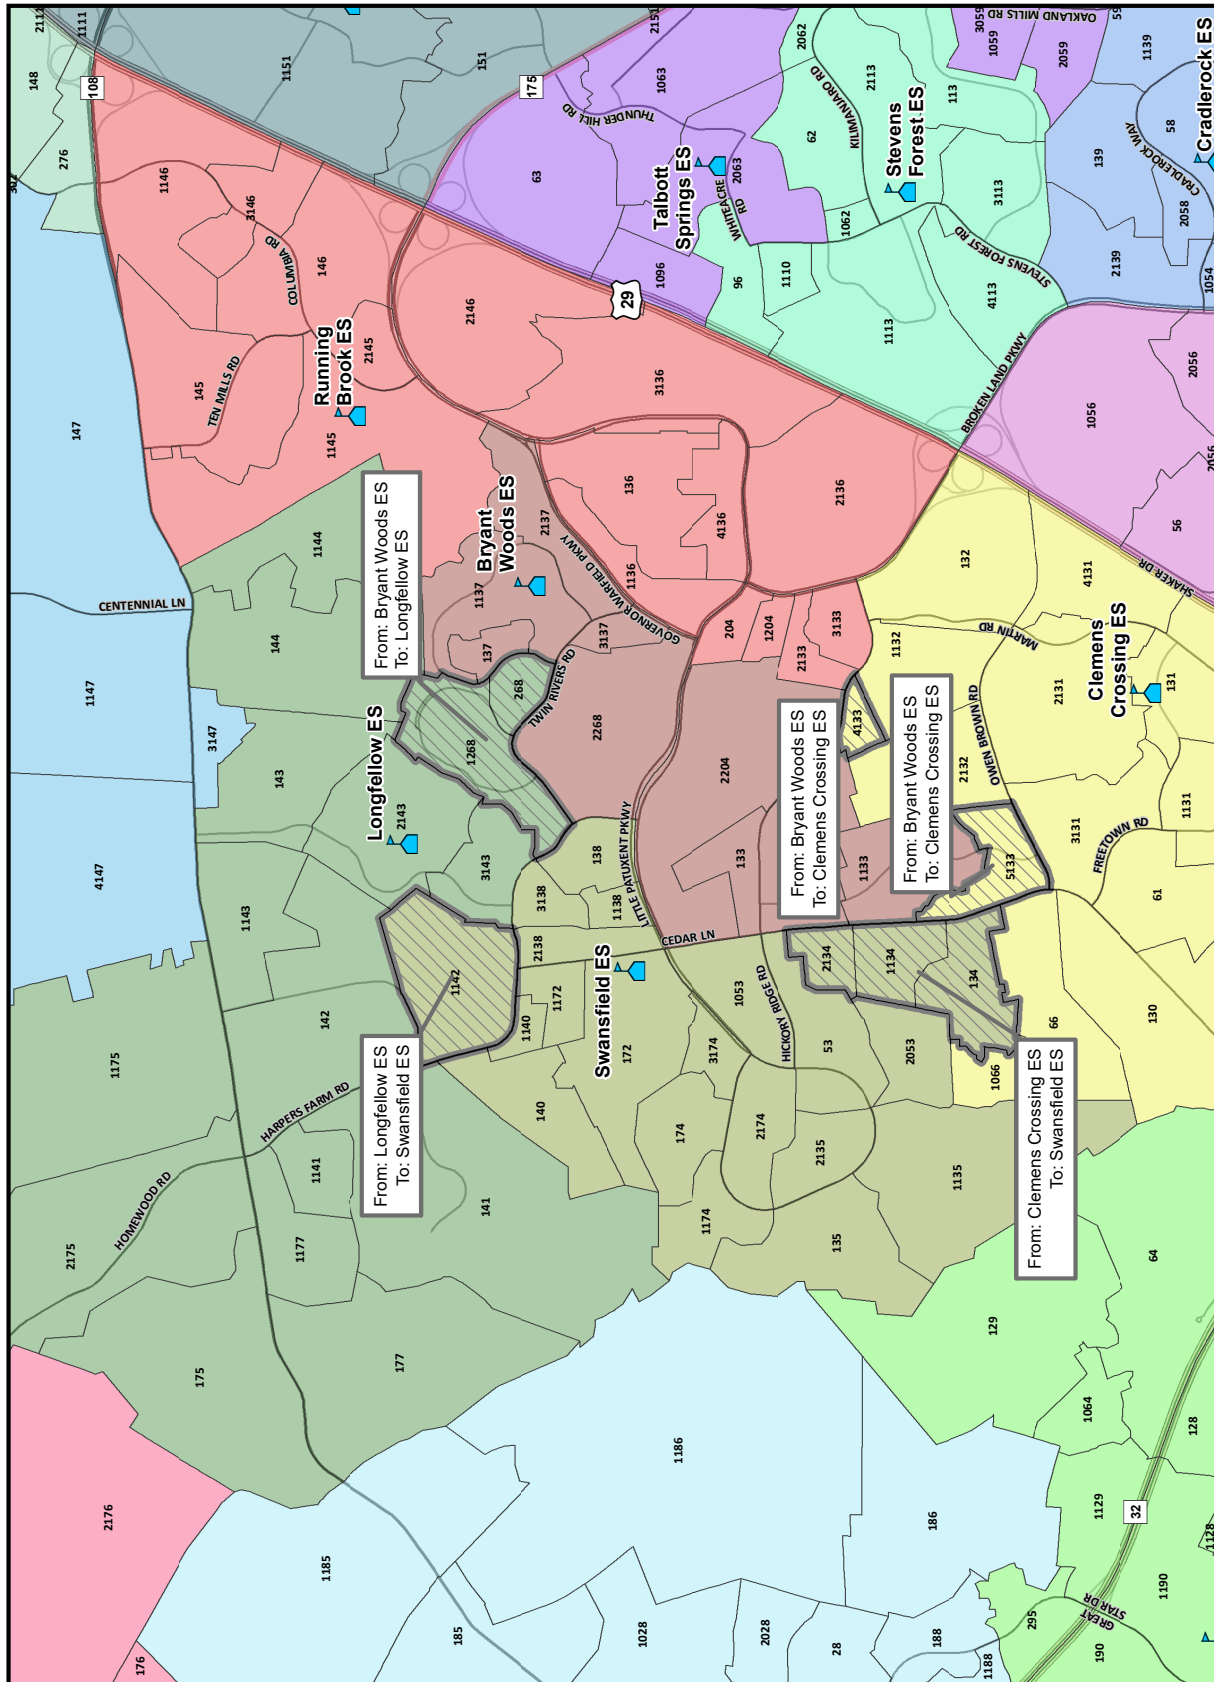 2176
176
175
2175
HOMEWOOD RD
1175
4147
1147
147
148
2111
1111
108
276
302
1185
177
1177
1141
HARPERS FARM RD
142
1143
143
3147
144
CENTENNIAL LN
1144
145
TEN MILLS RD
1146
3146
COLUMBIA RD
146
1151
151
2151
185
141
From: Longfellow ES
To: Swansfield ES
1142
Longfellow ES
2143
3143
1268
268
From: Bryant Woods ES
To: Longfellow ES
1145
Running
Brook ES
2145
2146
175
63
THUNDER HILL RD
1063
1186
140
1140
1172
2138
3138
138
1138
172
Swansfield ES
TWIN RIVERS RD
137
1137
3137
2137
Bryant
Woods ES
GOVERNOR WARFIELD PKWY
2268
1136
136
4136
3136
29
1096
Talbott
Springs ES
WHITEACRE
RD
2063
96
1110
1028
2028
28
1174
174
3174
2174
1053
LITTLE PATUXENT PKWY
CEDAR LN
HICKORY RIDGE RD
2204
133
204
1204
2133
3133
2136
1113
1062
62
2062
KILIMANJARO RD
2113
Stevens
Forest ES
113
3059
1059
2059
OAKLAND MILLS RD
59
135
2135
53
2053
1135
2134
1134
134
1133
From: Bryant Woods ES
To: Clemens Crossing ES
4133
From: Bryant Woods ES
To: Clemens Crossing ES
5133
1132
2132
132
BROKEN LAND PKWY
4113
3113
STEVENS FOREST RD
186
188
1188
295
190
GREAT
STAR DR
1190
1128
129
1129
1064
32
128
64
From: Clemens Crossing ES
To: Swansfield ES
1066
66
130
61
FREETOWN RD
3131
1131
OWEN BROWN RD
2131
MARTIN RD
Clemens
Crossing ES
131
4131
SHAKER DR
56
1056
2056
2056
2139
139
1139
2058
58
1054
CRADLEROCK WAY
Cradlerock ES